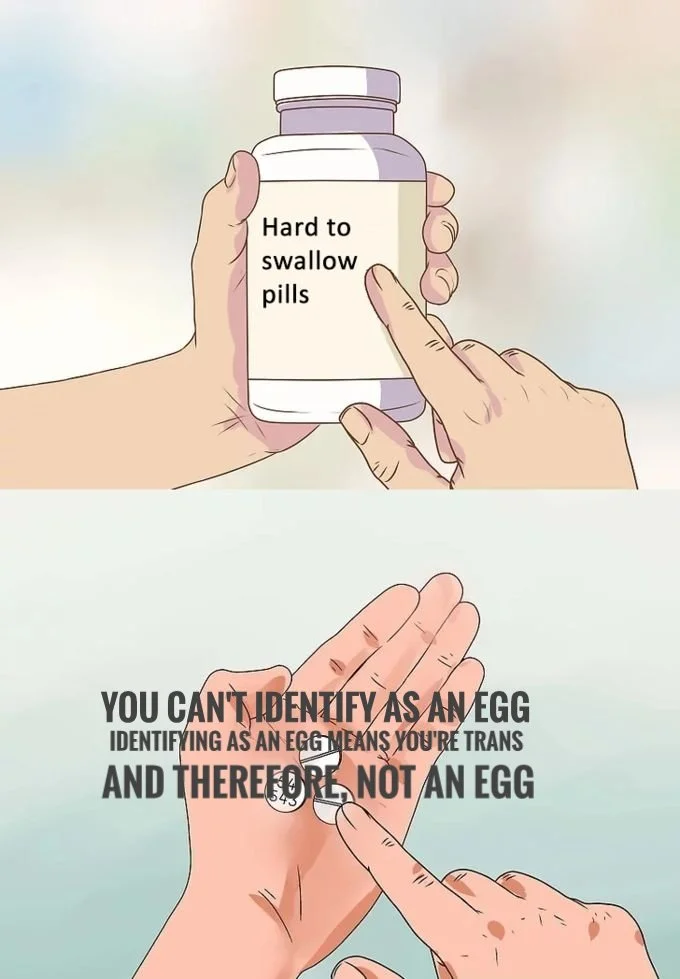 Hard to
swallow
pills
YOU CAN'T IDENTIFY AS AN EGG
IDENTIFYING AS AN EGG MEANS YOU'RE TRANS
AND THEREFORE, NOT AN EGG
543